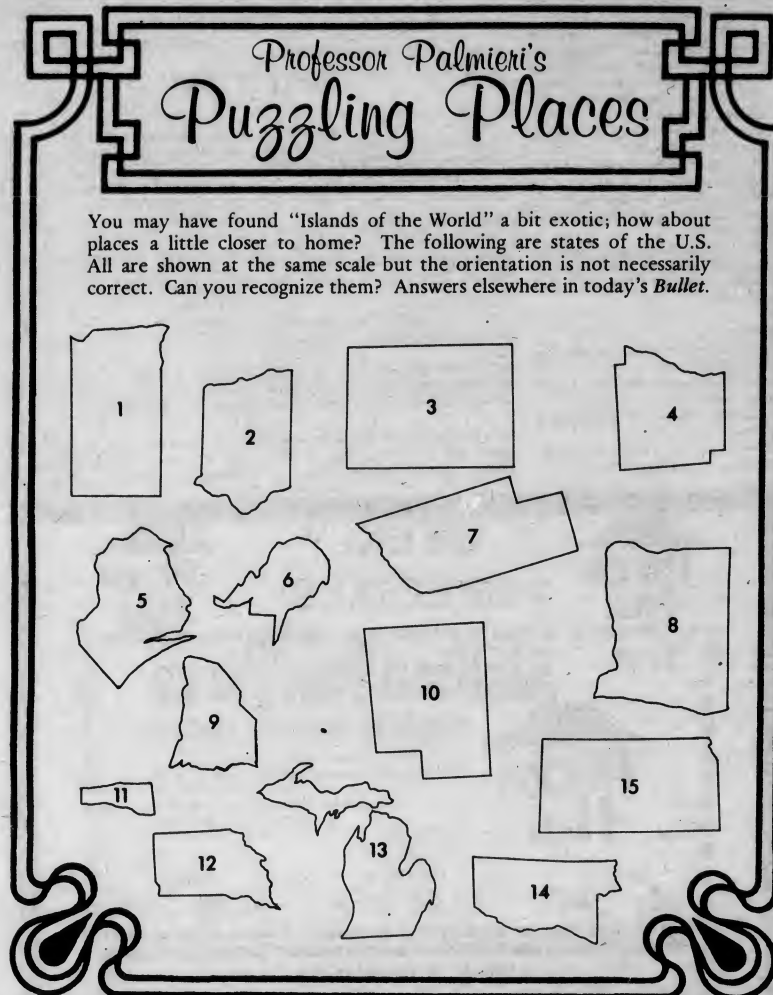 Professor Palmieri's
Puzzling Places
You may have found "Islands of the World" a bit exotic; how about
places a little closer to home? The following are states of the U.S.
All are shown at the same scale but the orientation is not necessarily
correct. Can you recognize them? Answers elsewhere in today's Bullet.
1
2
3
4
5
6
7
8
9
10
11
12
13
14
15